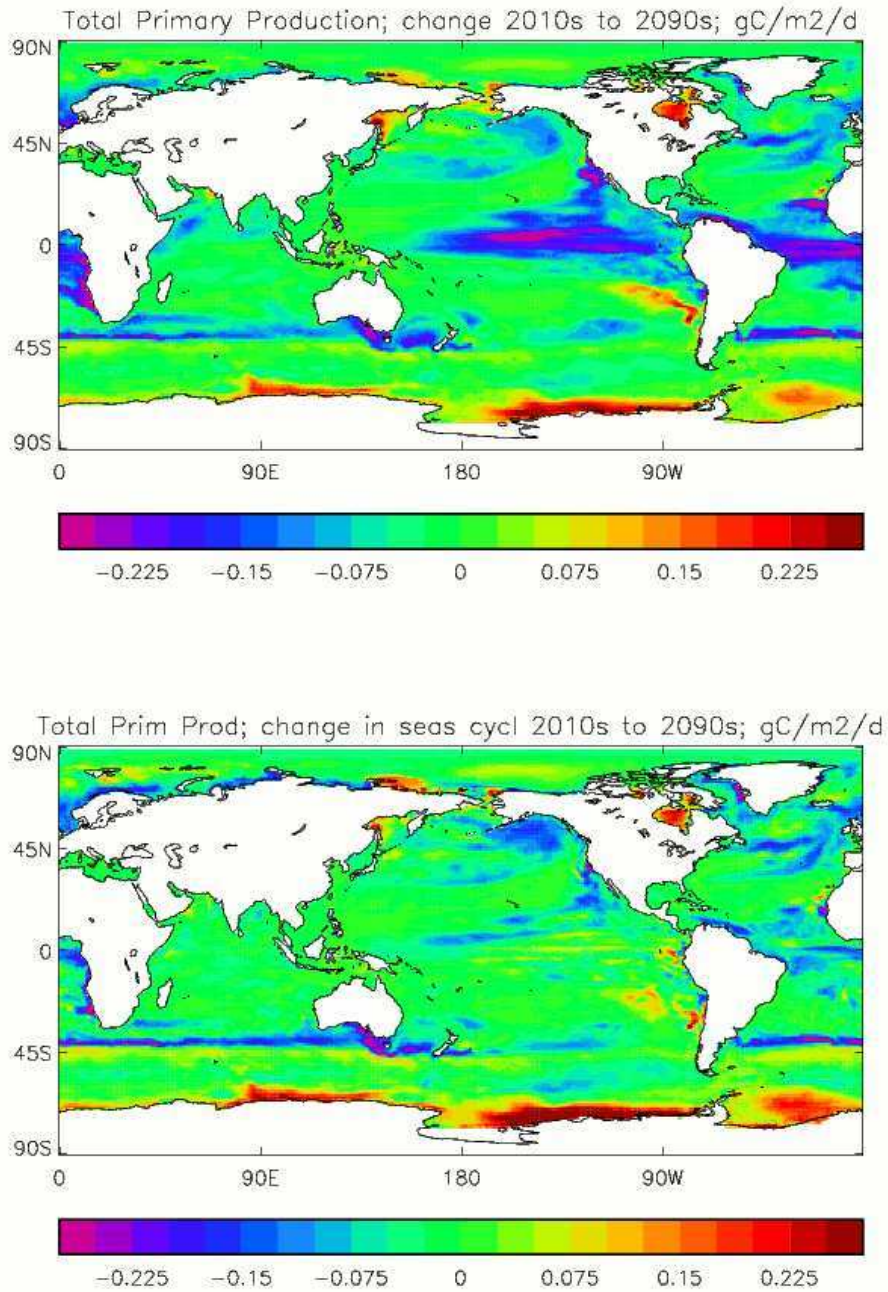 Total Primary Production; change 2010s to 2090s; gC/m2/d
90N
45N
0
45S
90S
0 90E 180 90W
−0.225 −0.15 −0.075 0 0.075 0.15 0.225
Total Prim Prod; change in seas cycl 2010s to 2090s; gC/m2/d
90N
45N
0
45S
90S
0 90E 180 90W
−0.225 −0.15 −0.075 0 0.075 0.15 0.225